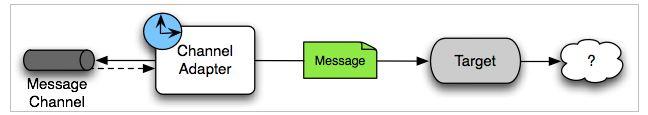 Channel
Adapter
Message
Target
?
Message
Channel